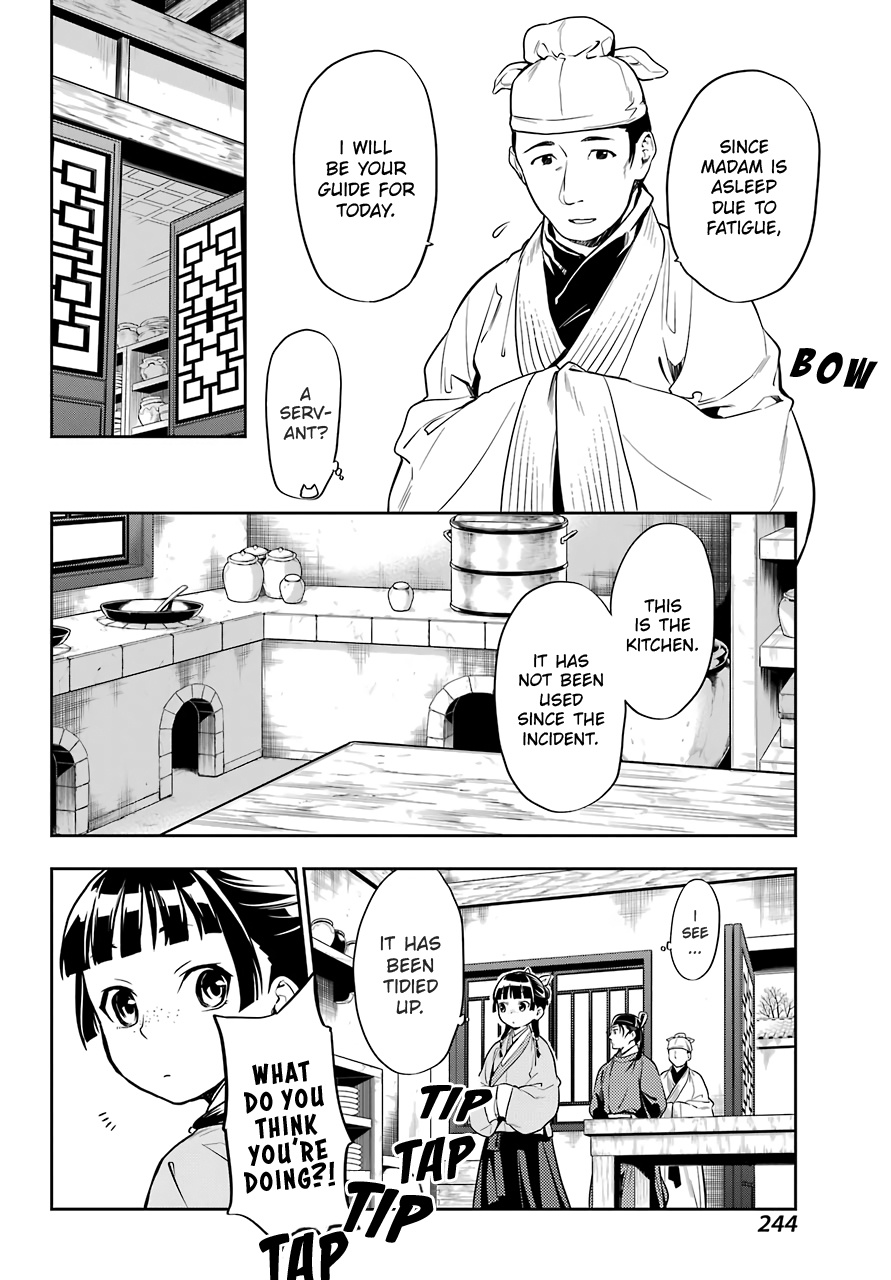 SINCE
MADAM IS
ASLEEP
DUE TO
FATIGUE,
I WILL
BE YOUR
GUIDE FOR
TODAY.
BOW
A
SERV-
ANT?
THIS
IS THE
KITCHEN.
IT HAS
NOT BEEN
USED
SINCE THE
INCIDENT.
I
SEE
...
IT HAS
BEEN
TIDIED
UP.
TIP
TAP
TIP
TAP
WHAT
DO YOU
THINK
YOU'RE
DOING?!
244